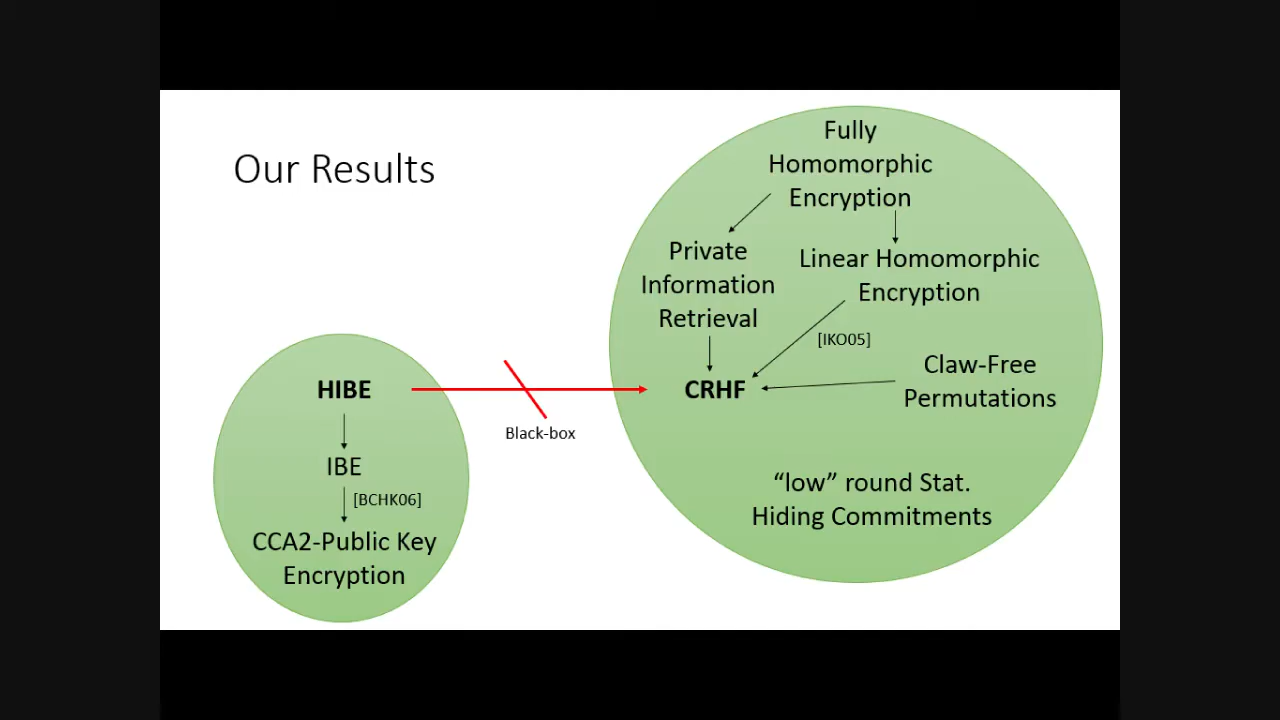 Our Results
Fully
Homomorphic
Encryption
Private
Information
Retrieval
Linear Homomorphic
Encryption
[IKO05]
Claw-Free
Permutations
HIBE
Black-box
CRHF
IBE
[BCHK06]
CCA2-Public Key
Encryption
“low” round Stat.
Hiding Commitments